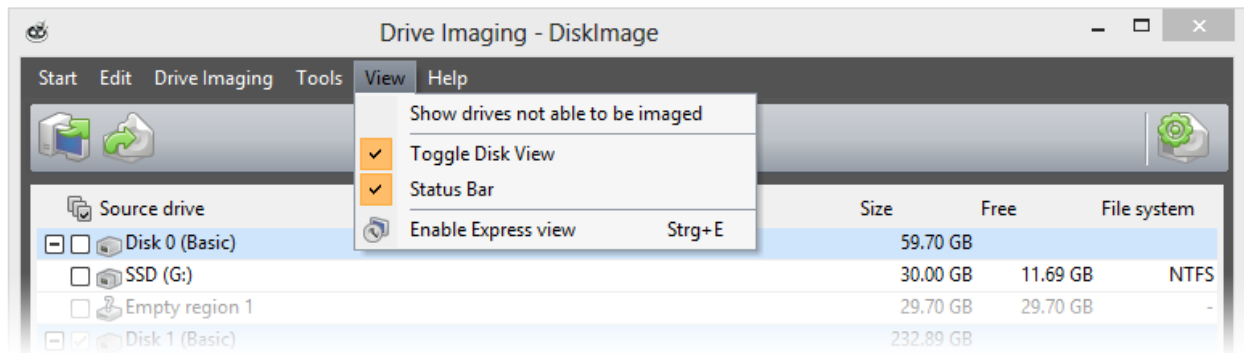 Drive Imaging - DiskImage
Start Edit Drive Imaging Tools View Help
Show drives not able to be imaged
Toggle Disk View
Status Bar
Enable Express view Strg+E
Source drive Size Free File system
Disk 0 (Basic) 59.70 GB
SSD (G:) 30.00 GB 11.69 GB NTFS
Empty region 1 29.70 GB 29.70 GB -
Disk 1 (Basic) 232.89 GB